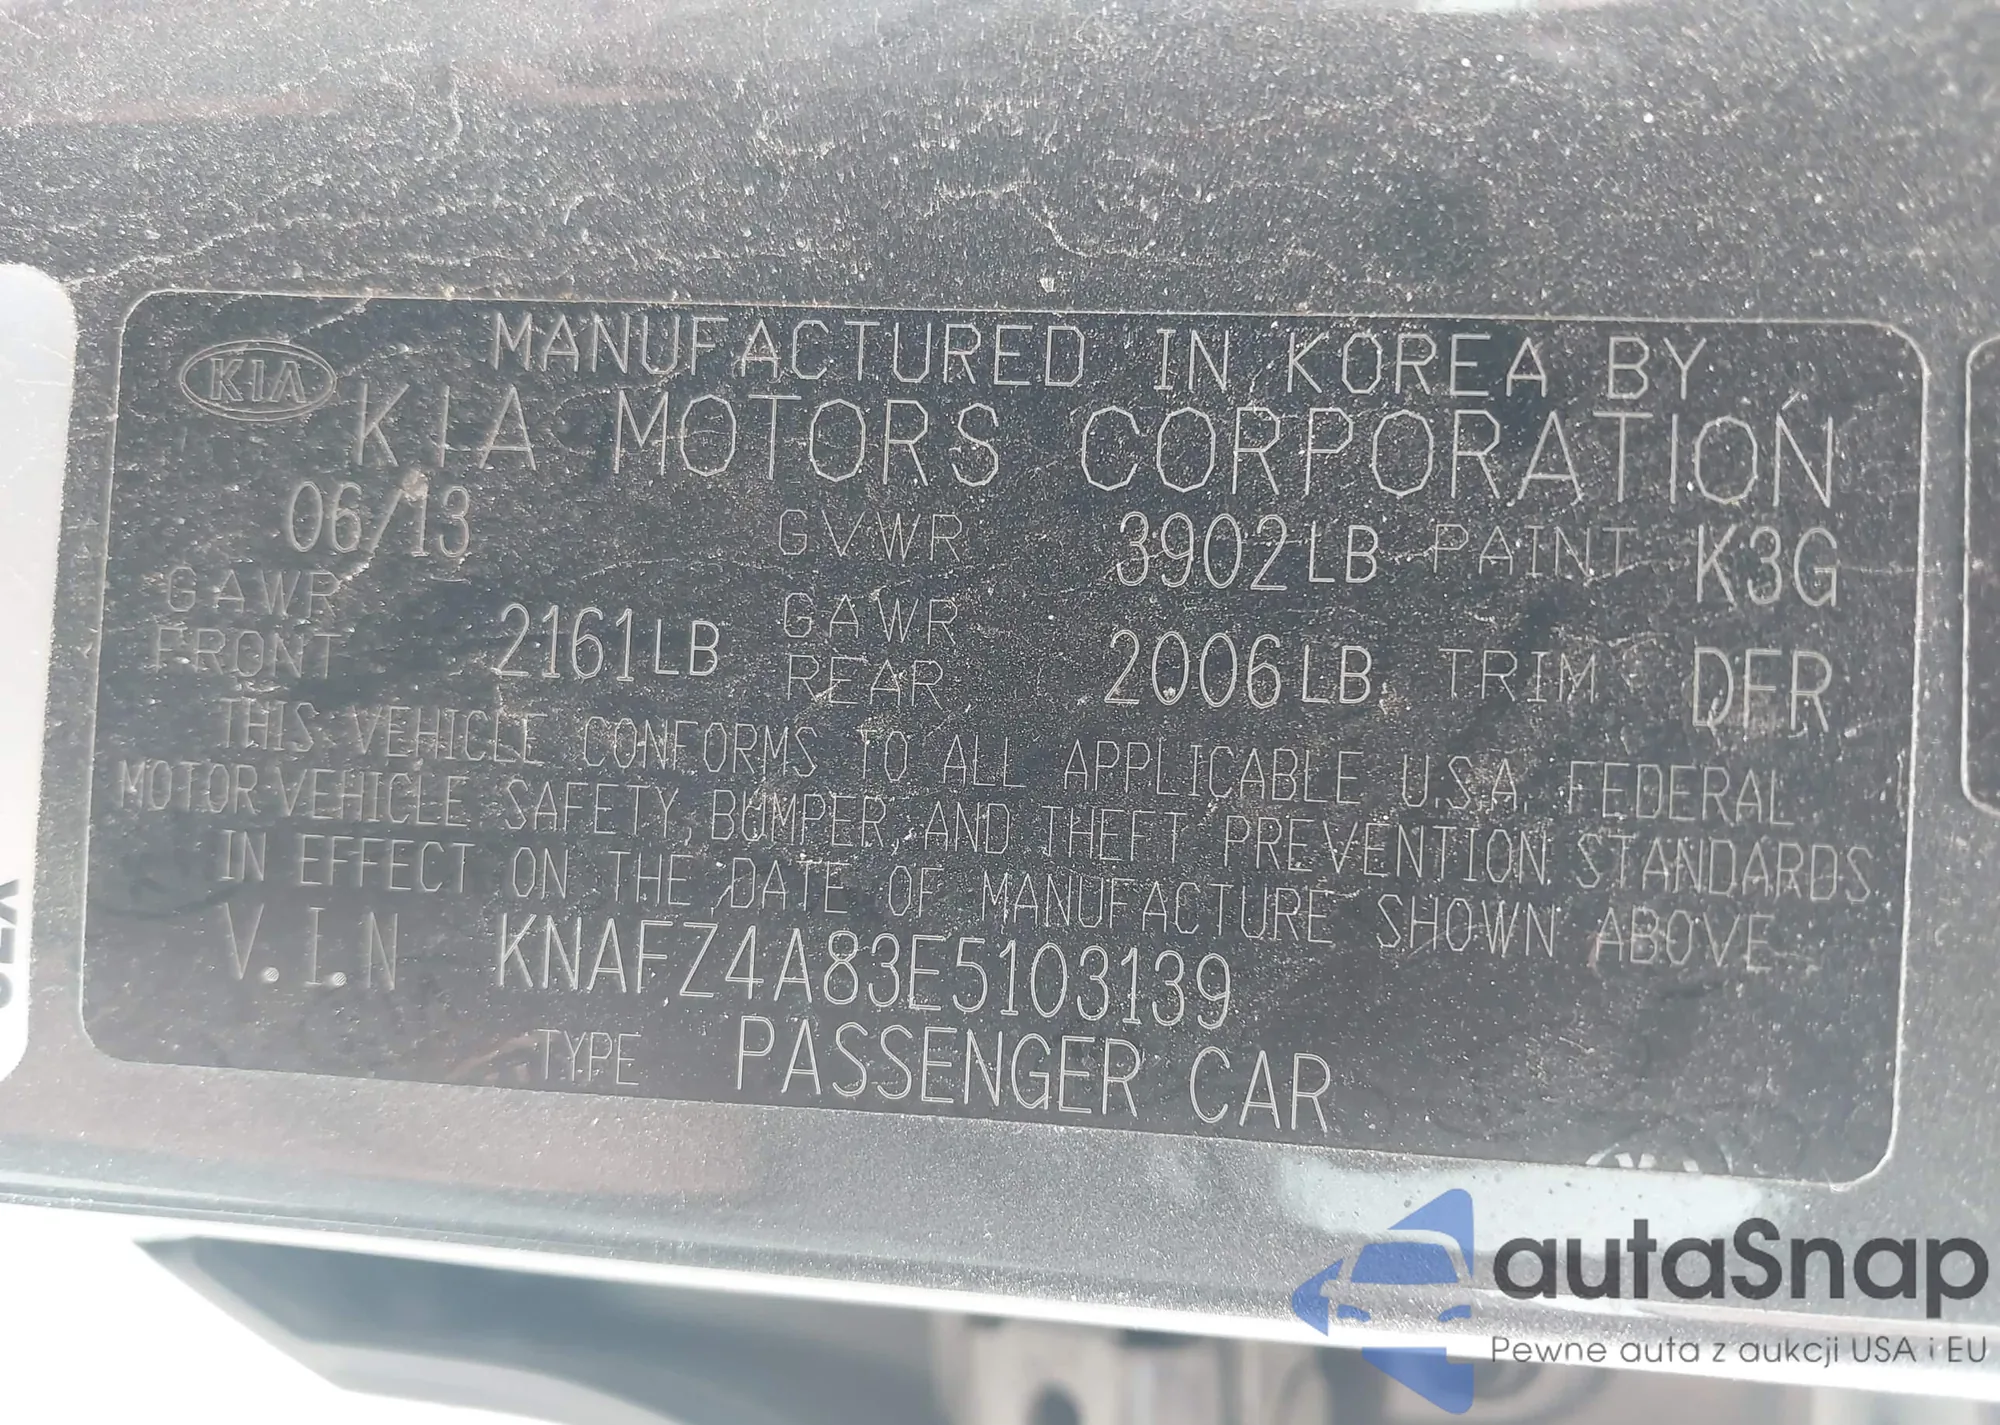 MANUFACTURED IN KOREA BY
KIA KIA MOTORS CORPORATION
06/13 GVWR 3902LB PAINT K3G
GAWR FRONT 2161LB GAWR REAR 2006LB TRIM DFR
THIS VEHICLE CONFORMS TO ALL APPLICABLE U.S.A. FEDERAL
MOTOR VEHICLE SAFETY, BUMPER, AND THEFT PREVENTION STANDARDS
IN EFFECT ON THE DATE OF MANUFACTURE SHOWN ABOVE.
V.I.N KNAFZ4A83E5103139
TYPE PASSENGER CAR
autaSnap
Pewne auta z aukcji USA i EU